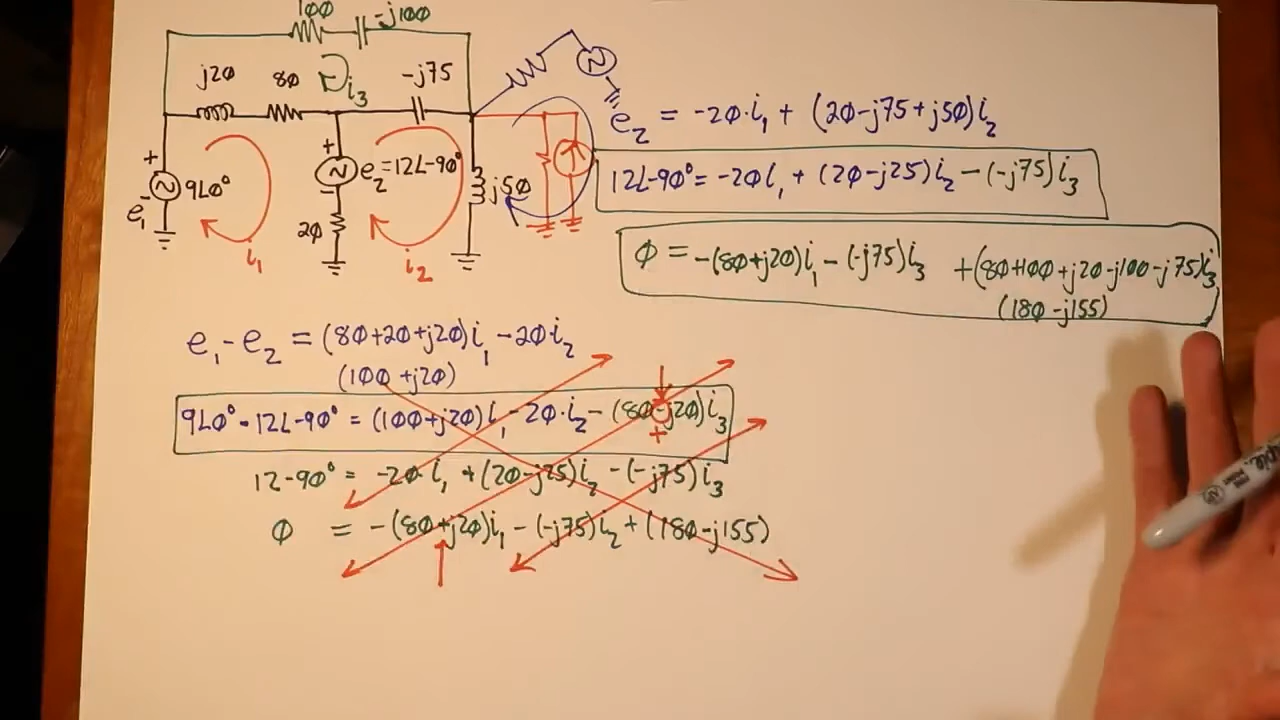 100 -j100
j20 80 i3 -j75
+ +
9∠0° e2=12∠-90° j50
- -
e1
20
i1 i2
e2 = -20·i1 + (20-j75+j50)i2
12∠-90° = -20i1 + (20-j25)i2 - (-j75)i3
0 = -(80+j20)i1 - (-j75)i3 + (80+100+j20-j100-j75)i3
(180-j155)
e1 - e2 = (80+20+j20)i1 - 20·i2
(100+j20)
9∠0° - 12∠-90° = (100+j20)i1 - 20·i2 - (80-j20)i3
+
12-90° = -20·i1 + (20-j25)i2 - (-j75)i3
0 = -(80+j20)i1 - (-j75)i2 + (180-j155)